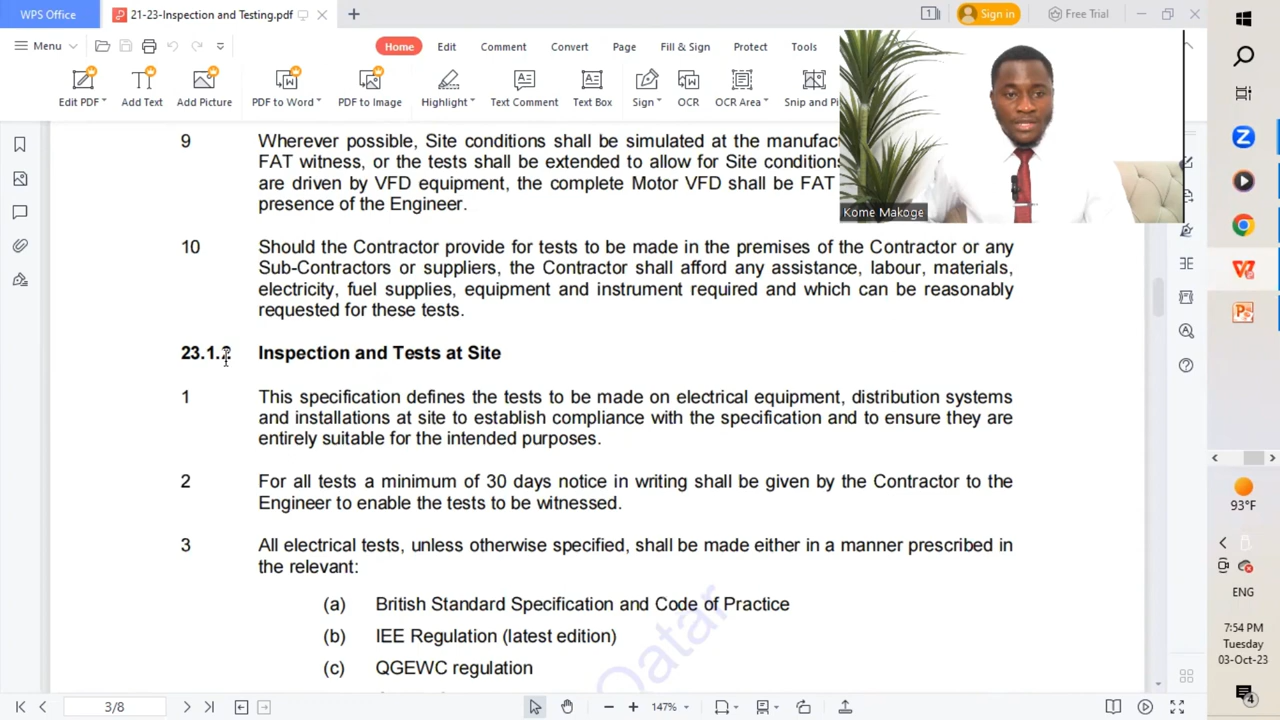 WPS Office
21-23-Inspection and Testing.pdf
1
Sign in
Free Trial
Menu
Home
Edit
Comment
Convert
Page
Fill & Sign
Protect
Tools
Edit PDF
Add Text
Add Picture
PDF to Word
PDF to Image
Highlight
Text Comment
Text Box
Sign
OCR
OCR Area
Snip and Pi
9 Wherever possible, Site conditions shall be simulated at the manufac
FAT witness, or the tests shall be extended to allow for Site conditions
are driven by VFD equipment, the complete Motor VFD shall be FAT
presence of the Engineer.
Kome Makoge
10 Should the Contractor provide for tests to be made in the premises of the Contractor or any
Sub-Contractors or suppliers, the Contractor shall afford any assistance, labour, materials,
electricity, fuel supplies, equipment and instrument required and which can be reasonably
requested for these tests.
Inspection and Tests at Site
1 This specification defines the tests to be made on electrical equipment, distribution systems
and installations at site to establish compliance with the specification and to ensure they are
entirely suitable for the intended purposes.
2 For all tests a minimum of 30 days notice in writing shall be given by the Contractor to the
Engineer to enable the tests to be witnessed.
3 All electrical tests, unless otherwise specified, shall be made either in a manner prescribed in
the relevant:
(a) British Standard Specification and Code of Practice
(b) IEE Regulation (latest edition)
(c) QGEWC regulation
Qatar
3/8
147%
93°F
ENG
7:54 PM
Tuesday
03-Oct-23
4